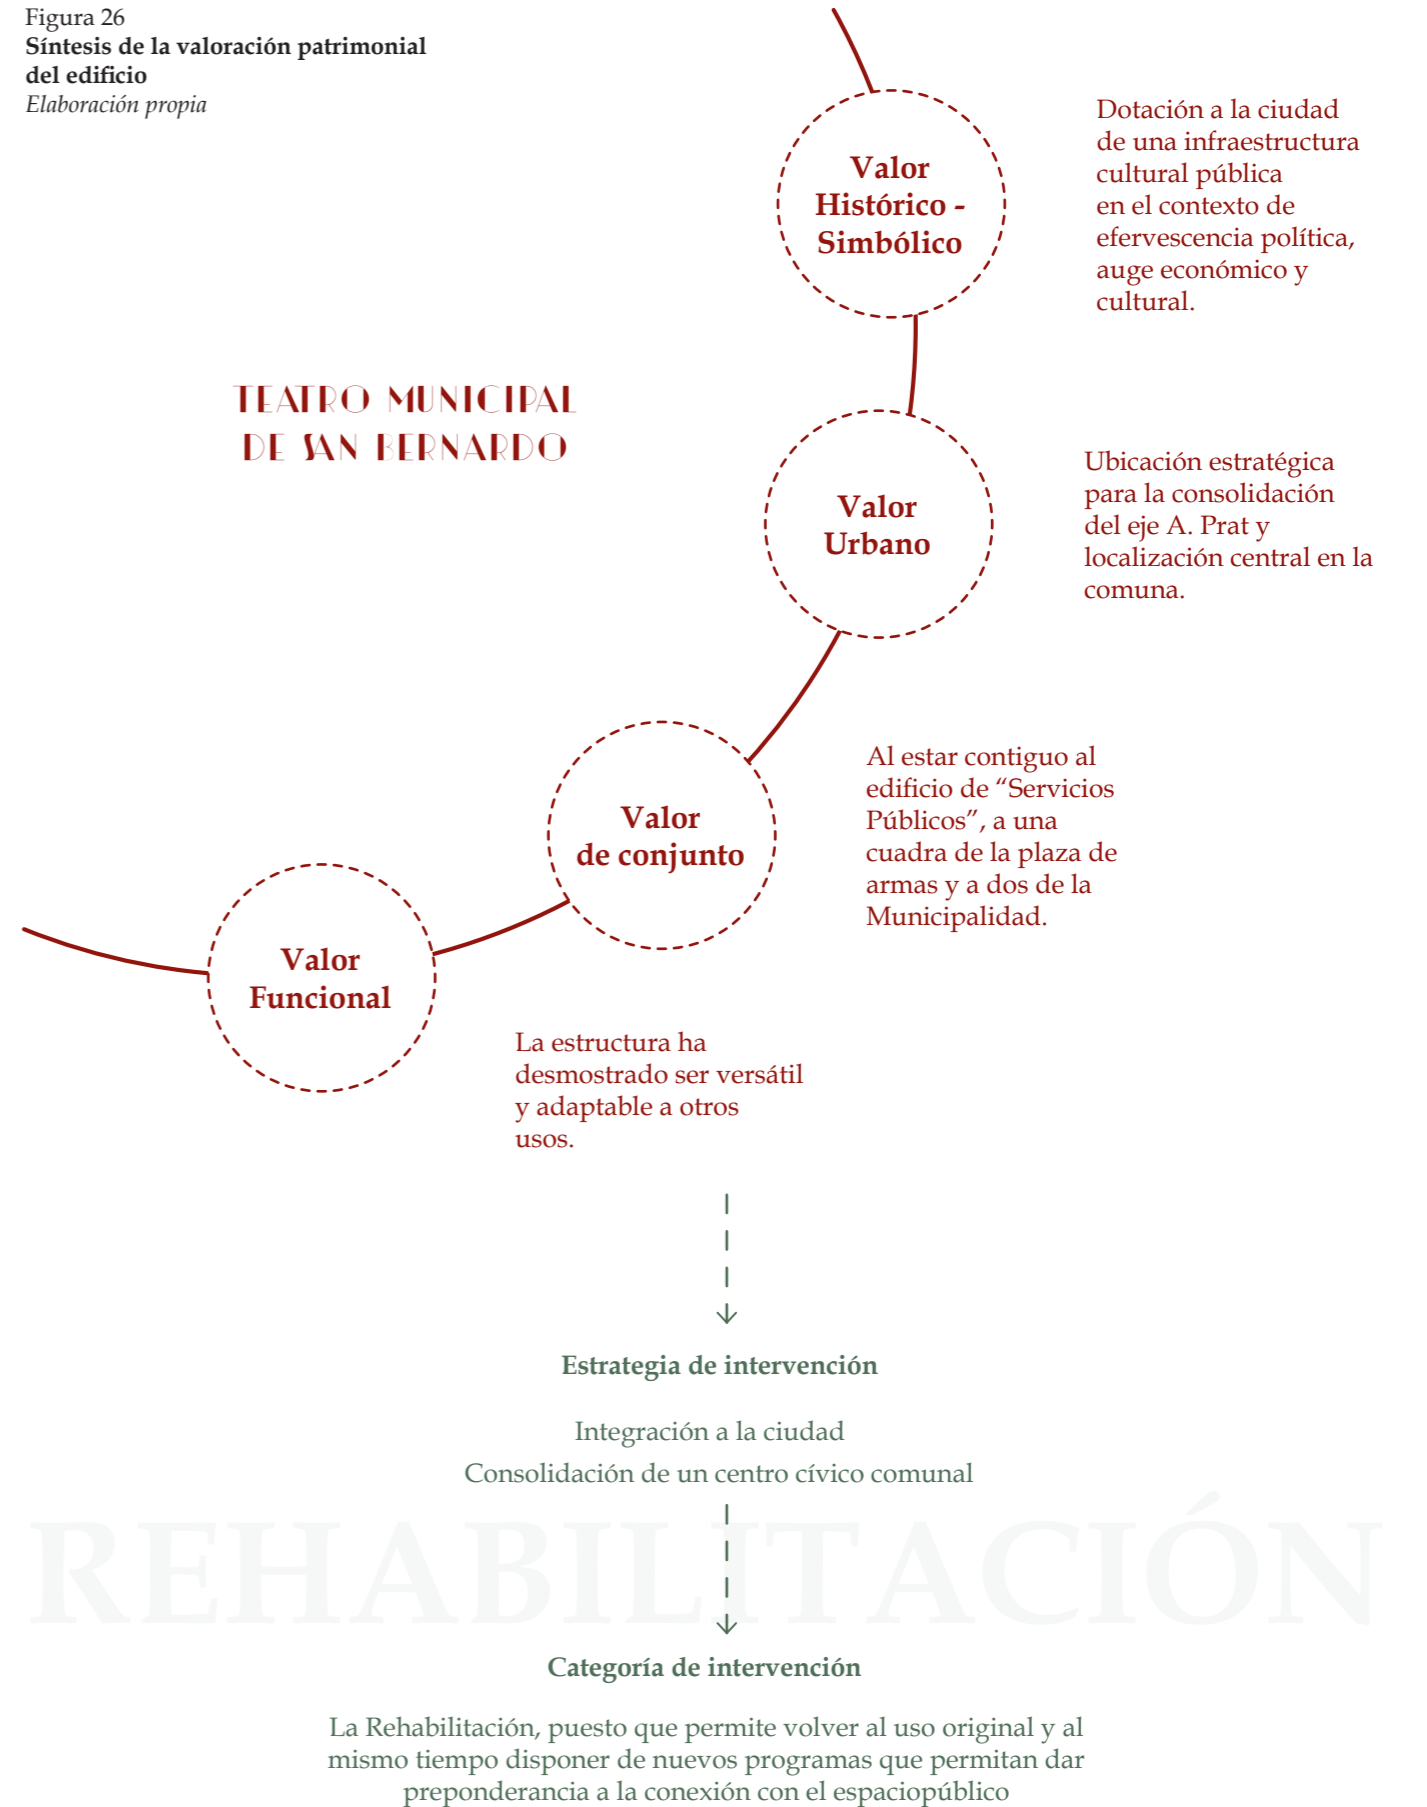 Figura 26
Síntesis de la valoración patrimonial
del edificio
Elaboración propia
Valor
Histórico -
Simbólico
Dotación a la ciudad
de una infraestructura
cultural pública
en el contexto de
efervescencia política,
auge económico y
cultural.
TEATRO MUNICIPAL
DE SAN BERNARDO
Valor
Urbano
Ubicación estratégica
para la consolidación
del eje A. Prat y
localización central en la
comuna.
Valor
de conjunto
Al estar contiguo al
edificio de “Servicios
Públicos”, a una
cuadra de la plaza de
armas y a dos de la
Municipalidad.
Valor
Funcional
La estructura ha
desmostrado ser versátil
y adaptable a otros
usos.
Estrategia de intervención
Integración a la ciudad
Consolidación de un centro cívico comunal
REHABILITACIÓN
Categoría de intervención
La Rehabilitación, puesto que permite volver al uso original y al
mismo tiempo disponer de nuevos programas que permitan dar
preponderancia a la conexión con el espaciopúblico